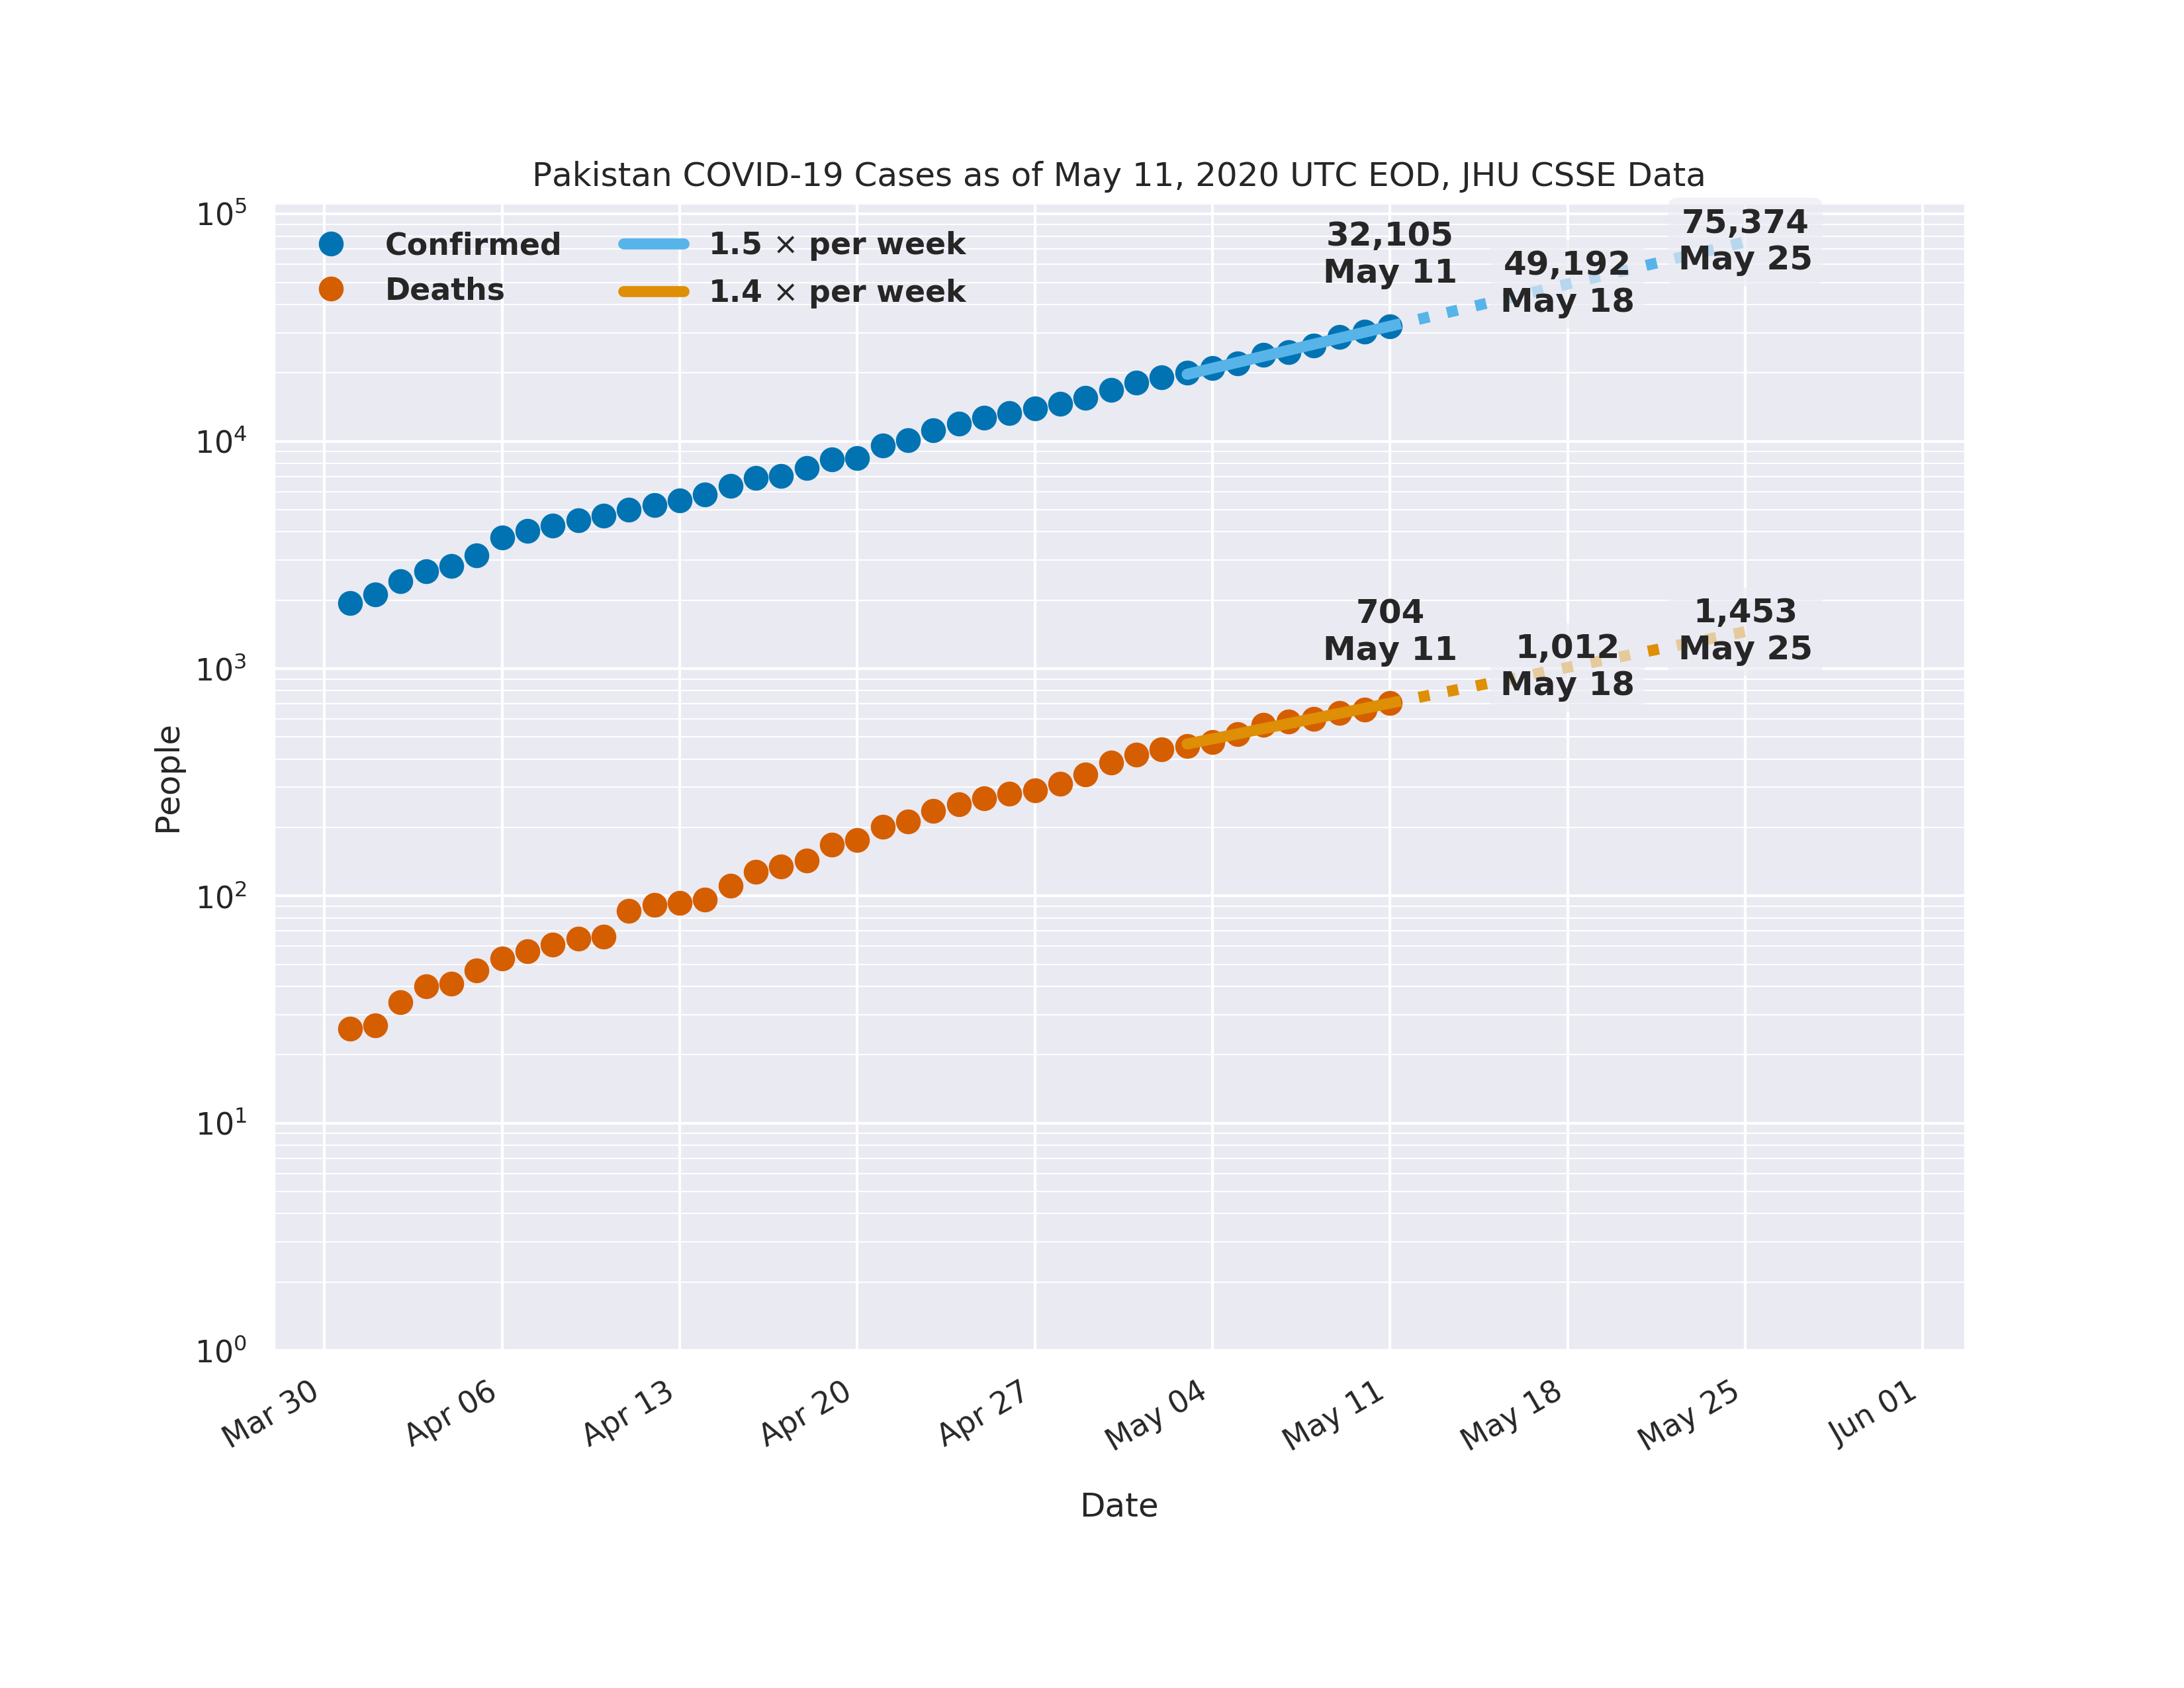 Pakistan COVID-19 Cases as of May 11, 2020 UTC EOD, JHU CSSE Data
Confirmed
Deaths
1.5 × per week
1.4 × per week
32,105
May 11
49,192
May 18
75,374
May 25
704
May 11
1,012
May 18
1,453
May 25
People
10⁵
10⁴
10³
10²
10¹
10⁰
Mar 30
Apr 06
Apr 13
Apr 20
Apr 27
May 04
May 11
May 18
May 25
Jun 01
Date